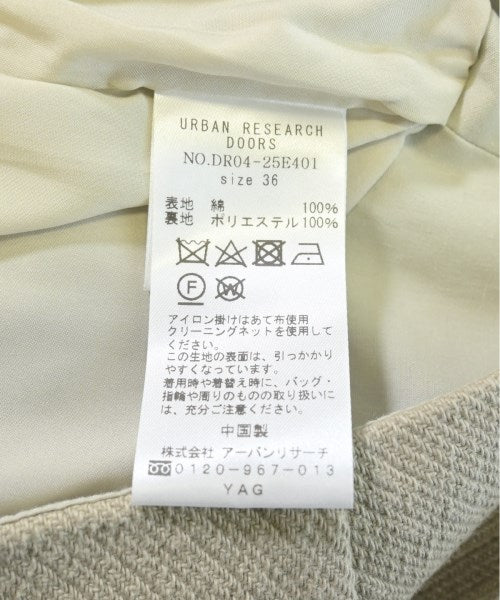 URBAN RESEARCH
DOORS
NO.DR04-25E401
size 36
表地 綿 100%
裏地 ポリエステル100%
F
W
アイロン掛けはあて布使用
クリーニングネットを使用してく
ださい。
この生地の表面は、引っかかり
やすくなっています。
着用時や着替え時に、バッグ・
指輪や周りのものの取り扱いに
は、充分ご注意ください。
中国製
株式会社 アーバンリサーチ
0120-967-013
YAG